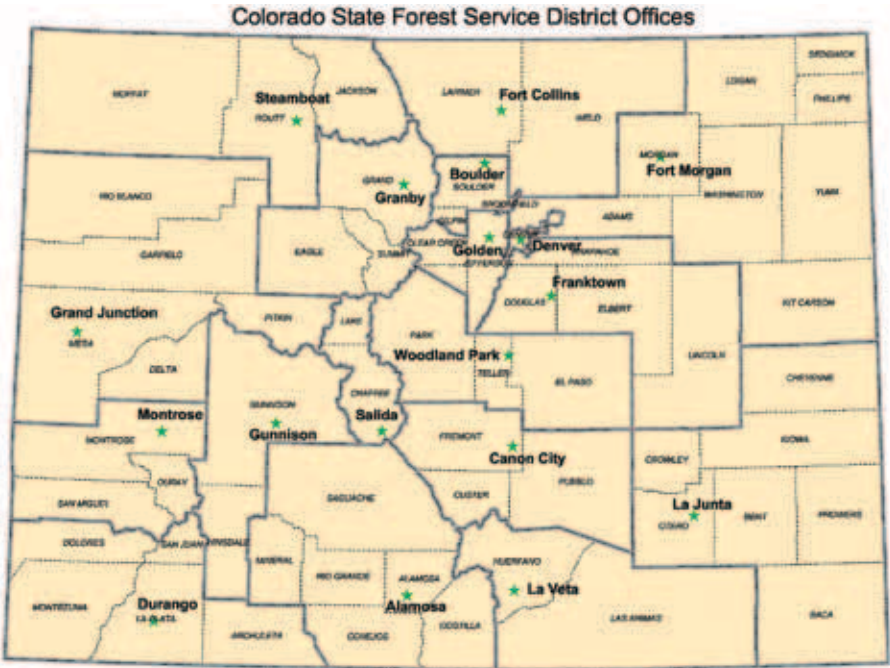 Colorado State Forest Service District Offices
MOFFAT
Steamboat
ROUTT
JACKSON
LARIMER
Fort Collins
WELD
LOGAN
SEDGWICK
PHILLIPS
MORGAN
Fort Morgan
WASHINGTON
YUMA
RIO BLANCO
GRAND
Granby
Boulder
BOULDER
BROOMFIELD
GILPIN
ADAMS
CLEAR CREEK
Golden
JEFFERSON
Denver
ARAPAHOE
GARFIELD
EAGLE
SUMMIT
Franktown
DOUGLAS
ELBERT
KIT CARSON
Grand Junction
MESA
PITKIN
LAKE
PARK
Woodland Park
TELLER
EL PASO
LINCOLN
DELTA
CHEYENNE
Montrose
MONTROSE
GUNNISON
Gunnison
CHAFFEE
Salida
FREMONT
Canon City
KIOWA
CROWLEY
OURAY
PUEBLO
CUSTER
SAGUACHE
SAN MIGUEL
La Junta
OTERO
BENT
PROWERS
DOLORES
SAN JUAN
HINSDALE
MINERAL
RIO GRANDE
ALAMOSA
Alamosa
HUERFANO
La Veta
MONTEZUMA
Durango
LA PLATA
ARCHULETA
CONEJOS
COSTILLA
LAS ANIMAS
BACA